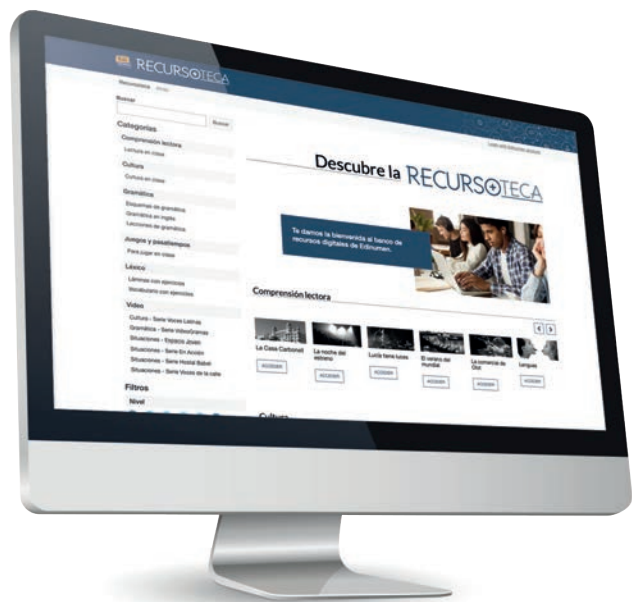 RECURSOTECA
Recursoteca
Buscar
Buscar
Categorías
Comprensión lectora
Lectura en clase
Cultura
Cultura en clase
Gramática
Esquemas de gramática
Gramática en inglés
Lecciones de gramática
Juegos y pasatiempos
Para jugar en clase
Léxico
Láminas con ejercicios
Vocabulario con ejercicios
Vídeo
Cultura - Serie Voces Latinas
Gramática - Serie VideoGramas
Situaciones - Espacio Joven
Situaciones - Serie En Acción
Situaciones - Serie Hostal Babel
Situaciones - Serie Voces de la calle
Filtros
Nivel
Descubre la RECURSOTECA
Te damos la bienvenida al banco de
recursos digitales de Edinumen.
Comprensión lectora
La Casa Carbonell
ACCEDER
La noche del
estreno
ACCEDER
Lucía tiene luces
ACCEDER
El verano del
mundial
ACCEDER
La comercial de
Olot
ACCEDER
Lenguas
ACCEDER
Cultura